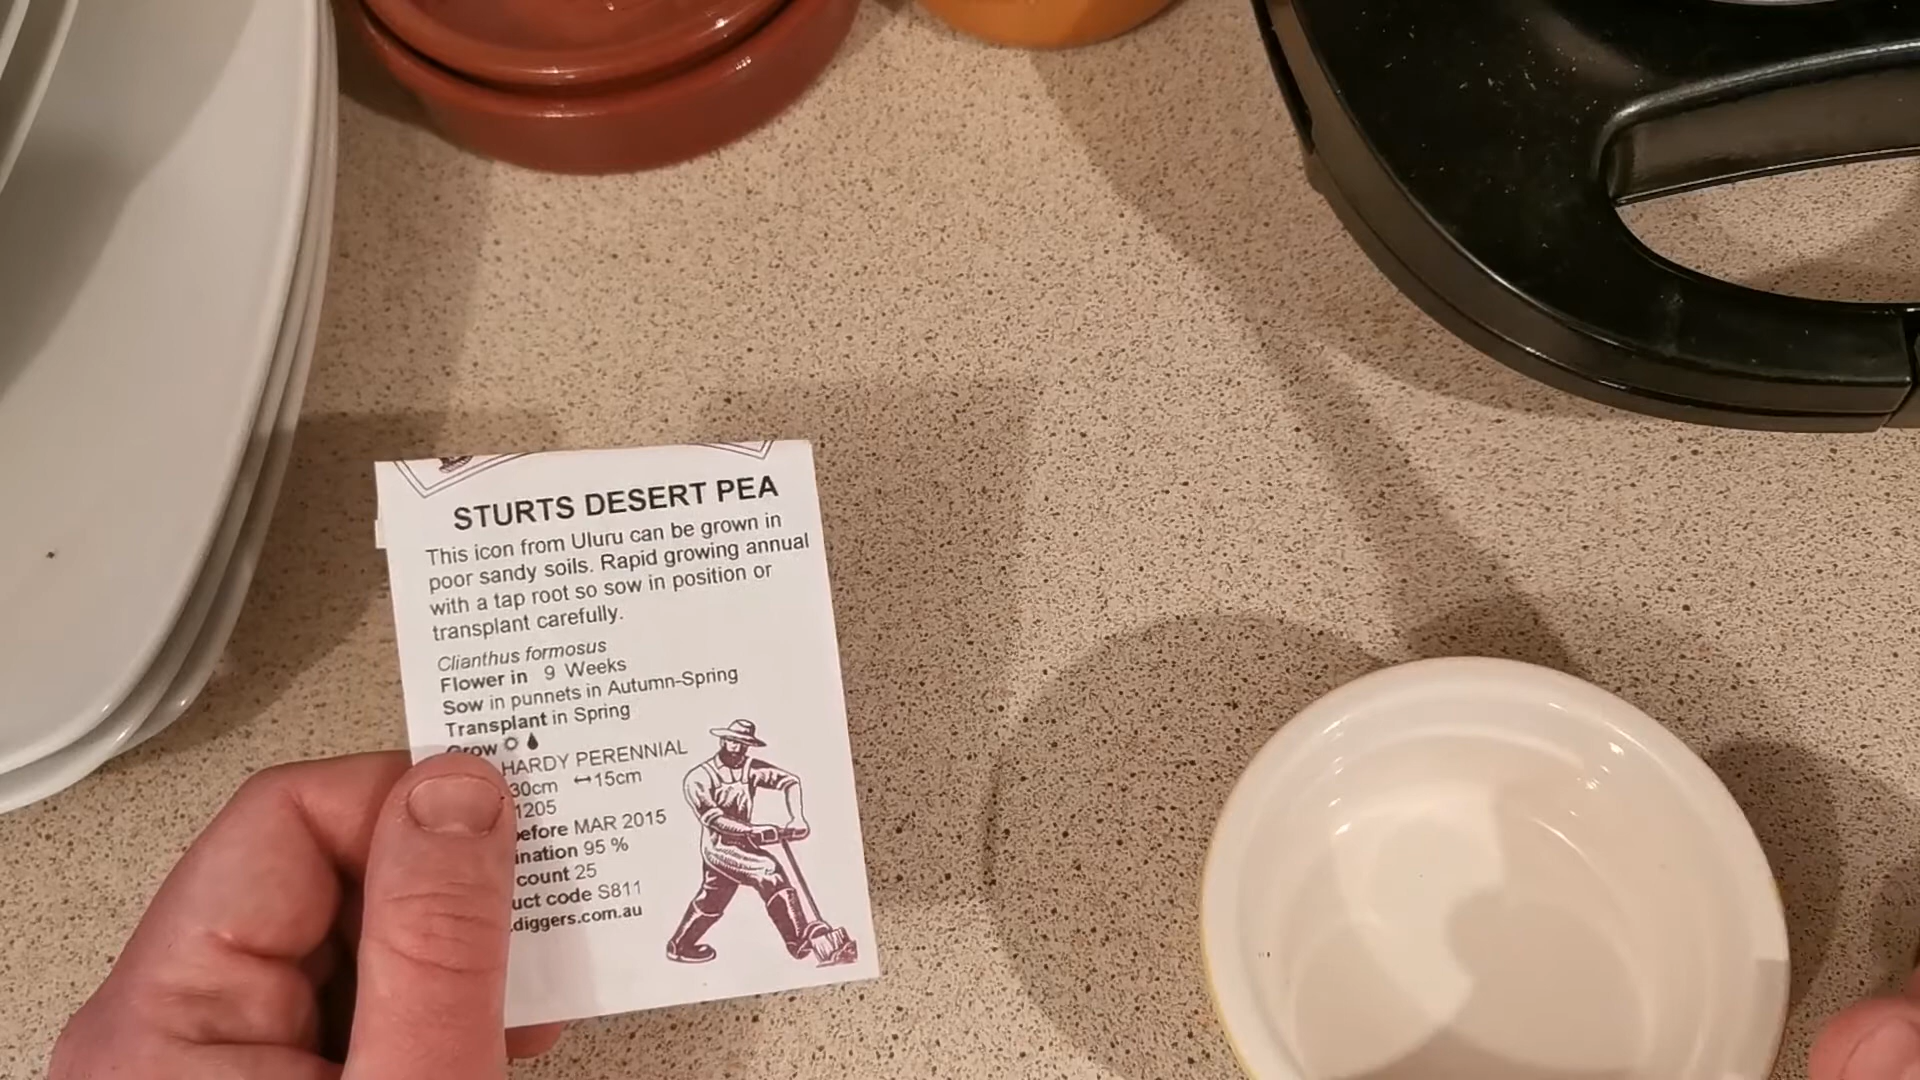 STURTS DESERT PEA
This icon from Uluru can be grown in
poor sandy soils. Rapid growing annual
with a tap root so sow in position or
transplant carefully.
Clianthus formosus
Flower in 9 Weeks
Sow in punnets in Autumn-Spring
Transplant in Spring
Grow
HARDY PERENNIAL
30cm ↔15cm
1205
before MAR 2015
ination 95 %
count 25
uct code S811
.diggers.com.au